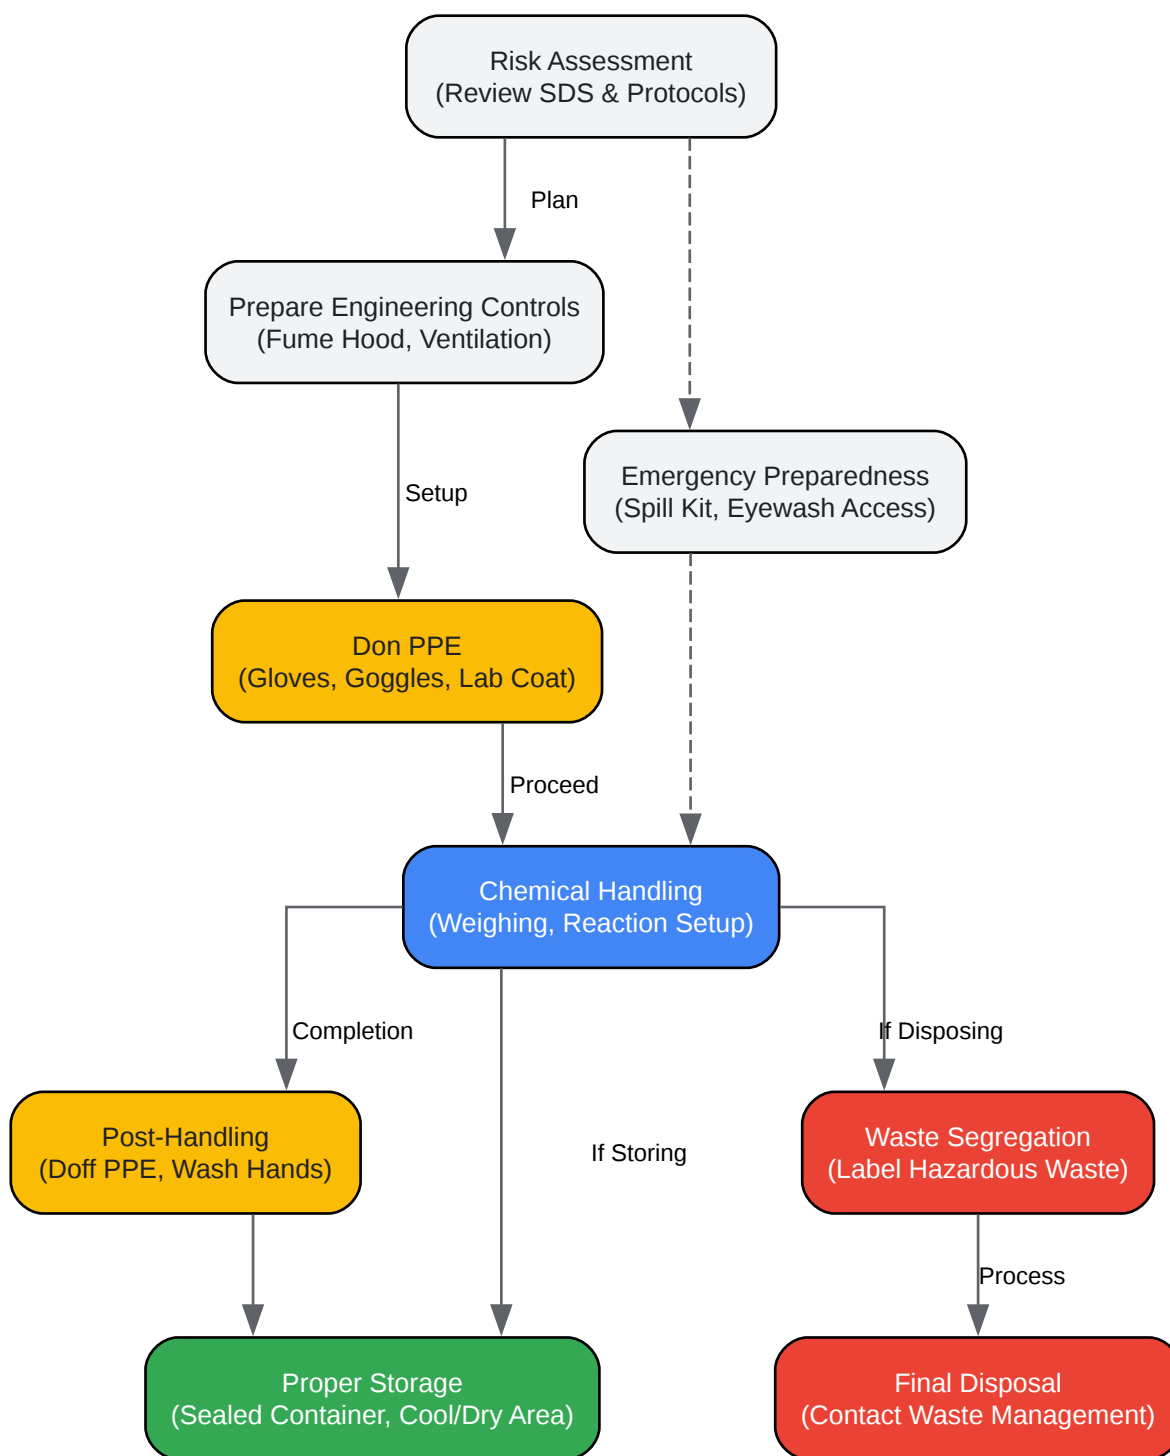 Risk Assessment
(Review SDS & Protocols)
Plan
Prepare Engineering Controls
(Fume Hood, Ventilation)
Emergency Preparedness
(Spill Kit, Eyewash Access)
Setup
Don PPE
(Gloves, Goggles, Lab Coat)
Proceed
Chemical Handling
(Weighing, Reaction Setup)
Completion
If Disposing
Post-Handling
(Doff PPE, Wash Hands)
If Storing
Waste Segregation
(Label Hazardous Waste)
Process
Proper Storage
(Sealed Container, Cool/Dry Area)
Final Disposal
(Contact Waste Management)